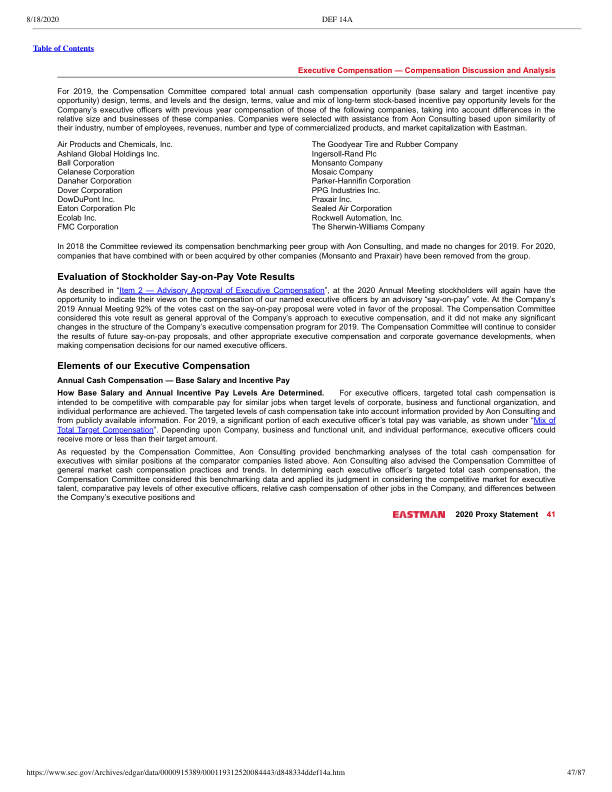 8/18/2020 DEF 14A
Table of Contents
Executive Compensation — Compensation Discussion and Analysis
For 2019, the Compensation Committee compared total annual cash compensation opportunity (base salary and target incentive pay
opportunity) design, terms, and levels and the design, terms, value and mix of long-term stock-based incentive pay opportunity levels for the
Company's executive officers with previous year compensation of those of the following companies, taking into account differences in the
relative size and businesses of these companies. Companies were selected with assistance from Aon Consulting based upon similarity of
their industry, number of employees, revenues, number and type of commercialized products, and market capitalization with Eastman.
Air Products and Chemicals, Inc.
Ashland Global Holdings Inc.
Ball Corporation
Celanese Corporation
Danaher Corporation
Dover Corporation
DowDuPont Inc.
Eaton Corporation Plc
Ecolab Inc.
FMC Corporation
The Goodyear Tire and Rubber Company
Ingersoll-Rand Plc
Monsanto Company
Mosaic Company
Parker-Hannifin Corporation
PPG Industries Inc.
Praxair Inc.
Sealed Air Corporation
Rockwell Automation, Inc.
The Sherwin-Williams Company
In 2018 the Committee reviewed its compensation benchmarking peer group with Aon Consulting, and made no changes for 2019. For 2020,
companies that have combined with or been acquired by other companies (Monsanto and Praxair) have been removed from the group.
Evaluation of Stockholder Say-on-Pay Vote Results
As described in "Item 2 — Advisory Approval of Executive Compensation", at the 2020 Annual Meeting stockholders will again have the
opportunity to indicate their views on the compensation of our named executive officers by an advisory "say-on-pay" vote. At the Company's
2019 Annual Meeting 92% of the votes cast on the say-on-pay proposal were voted in favor of the proposal. The Compensation Committee
considered this vote result as general approval of the Company's approach to executive compensation, and it did not make any significant
changes in the structure of the Company's executive compensation program for 2019. The Compensation Committee will continue to consider
the results of future say-on-pay proposals, and other appropriate executive compensation and corporate governance developments, when
making compensation decisions for our named executive officers.
Elements of our Executive Compensation
Annual Cash Compensation — Base Salary and Incentive Pay
How Base Salary and Annual Incentive Pay Levels Are Determined. For executive officers, targeted total cash compensation is
intended to be competitive with comparable pay for similar jobs when target levels of corporate, business and functional organization, and
individual performance are achieved. The targeted levels of cash compensation take into account information provided by Aon Consulting and
from publicly available information. For 2019, a significant portion of each executive officer's total pay was variable, as shown under "Mix of
Total Target Compensation". Depending upon Company, business and functional unit, and individual performance, executive officers could
receive more or less than their target amount.
As requested by the Compensation Committee, Aon Consulting provided benchmarking analyses of the total cash compensation for
executives with similar positions at the comparator companies listed above. Aon Consulting also advised the Compensation Committee of
general market cash compensation practices and trends. In determining each executive officer's targeted total cash compensation, the
Compensation Committee considered this benchmarking data and applied its judgment in considering the competitive market for executive
talent, comparative pay levels of other executive officers, relative cash compensation of other jobs in the Company, and differences between
the Company's executive positions and
EASTMAN 2020 Proxy Statement 41
https://www.sec.gov/Archives/edgar/data/0000915389/000119312520084443/d848334ddef14a.htm 47/87